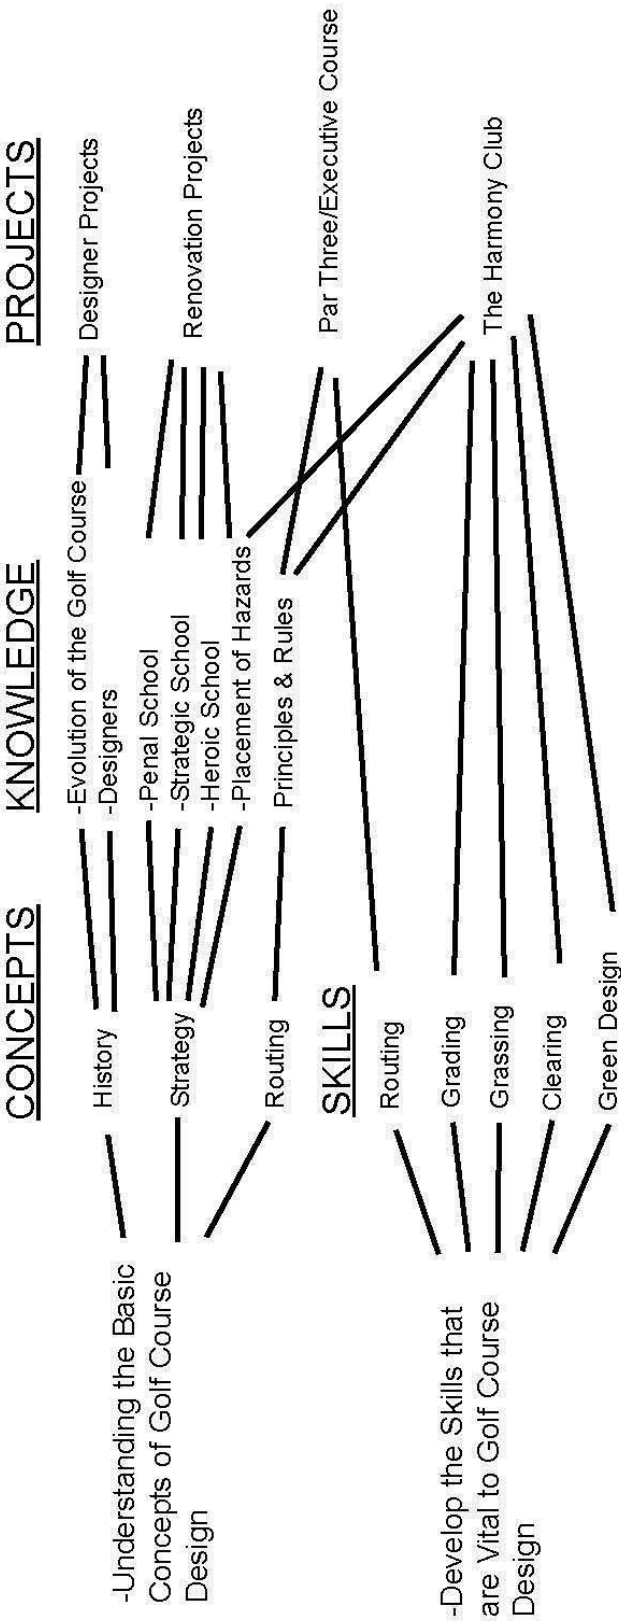 CONCEPTS
KNOWLEDGE
PROJECTS
-Understanding the Basic
Concepts of Golf Course
Design
History
Strategy
Routing
-Evolution of the Golf Course
-Designers
-Penal School
-Strategic School
-Heroic School
-Placement of Hazards
Principles & Rules
Designer Projects
Renovation Projects
Par Three/Executive Course
The Harmony Club
SKILLS
-Develop the Skills that
are Vital to Golf Course
Design
Routing
Grading
Grassing
Clearing
Green Design